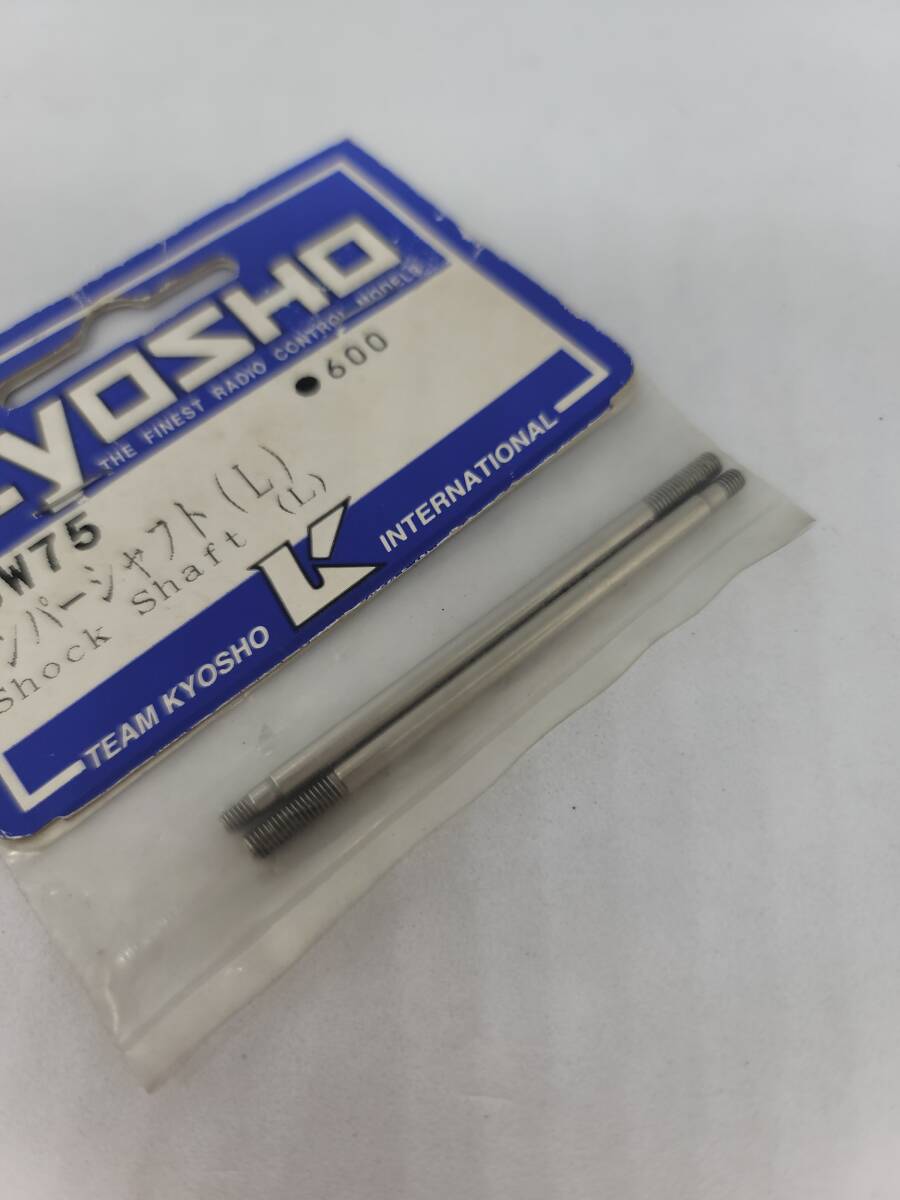 KYOSHO
THE FINEST RADIO CONTROL MODELS
●600
W75
ンパーシャフト(L)
Shock Shaft (L)
TEAM KYOSHO K INTERNATIONAL